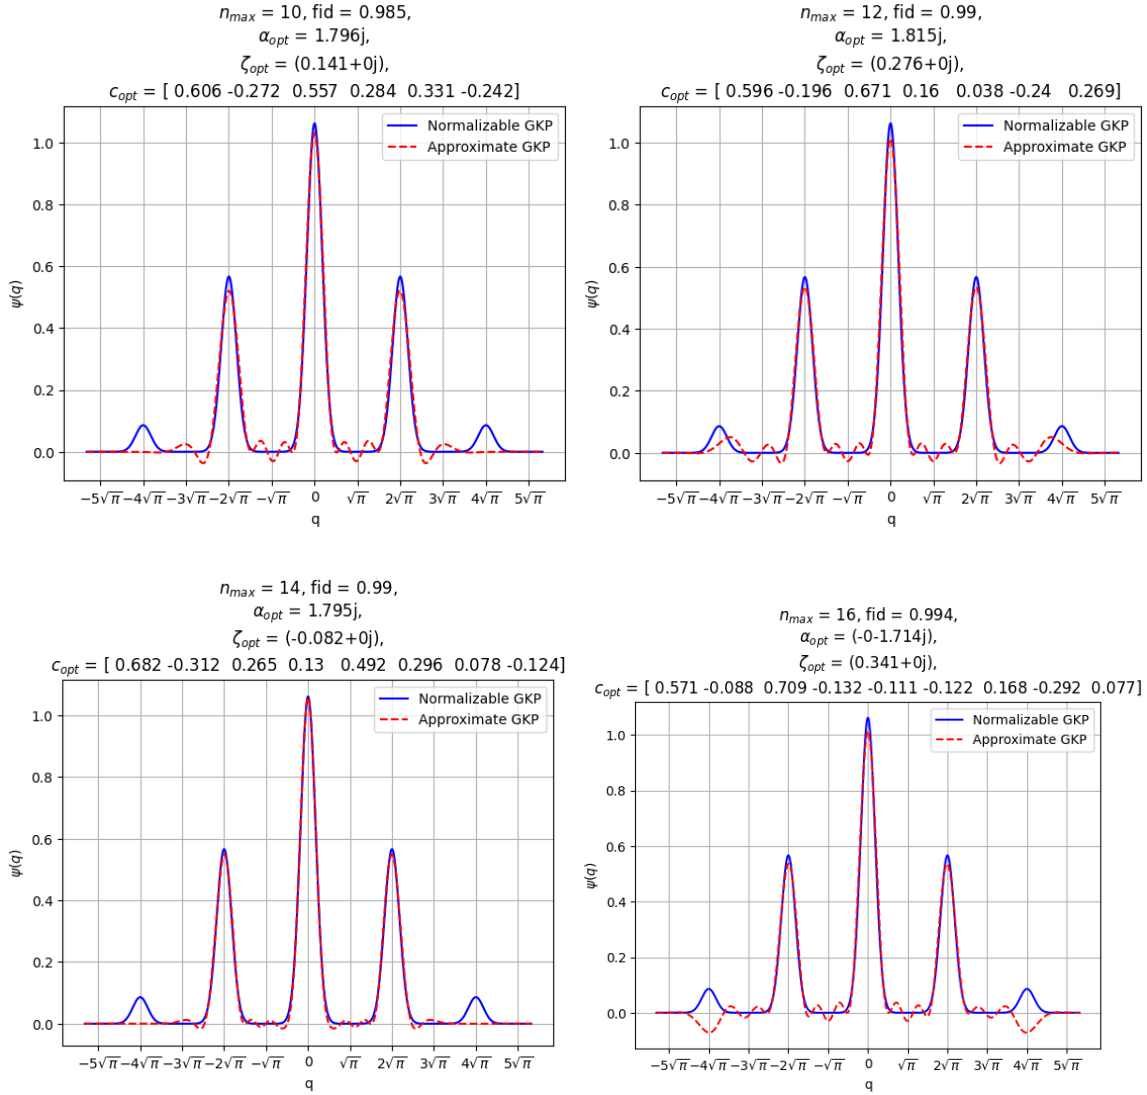 n_max = 10, fid = 0.985,
α_opt = 1.796j,
ζ_opt = (0.141+0j),
c_opt = [ 0.606 -0.272 0.557 0.284 0.331 -0.242]
Normalizable GKP
Approximate GKP
1.0
0.8
0.6
0.4
0.2
0.0
ψ(q)
−5√π −4√π −3√π −2√π −√π 0 √π 2√π 3√π 4√π 5√π
q
n_max = 12, fid = 0.99,
α_opt = 1.815j,
ζ_opt = (0.276+0j),
c_opt = [ 0.596 -0.196 0.671 0.16 0.038 -0.24 0.269]
Normalizable GKP
Approximate GKP
1.0
0.8
0.6
0.4
0.2
0.0
ψ(q)
−5√π −4√π −3√π −2√π −√π 0 √π 2√π 3√π 4√π 5√π
q
n_max = 14, fid = 0.99,
α_opt = 1.795j,
ζ_opt = (-0.082+0j),
c_opt = [ 0.682 -0.312 0.265 0.13 0.492 0.296 0.078 -0.124]
Normalizable GKP
Approximate GKP
1.0
0.8
0.6
0.4
0.2
0.0
ψ(q)
−5√π −4√π −3√π −2√π −√π 0 √π 2√π 3√π 4√π 5√π
q
n_max = 16, fid = 0.994,
α_opt = (-0-1.714j),
ζ_opt = (0.341+0j),
c_opt = [ 0.571 -0.088 0.709 -0.132 -0.111 -0.122 0.168 -0.292 0.077]
Normalizable GKP
Approximate GKP
1.0
0.8
0.6
0.4
0.2
0.0
ψ(q)
−5√π −4√π −3√π −2√π −√π 0 √π 2√π 3√π 4√π 5√π
q